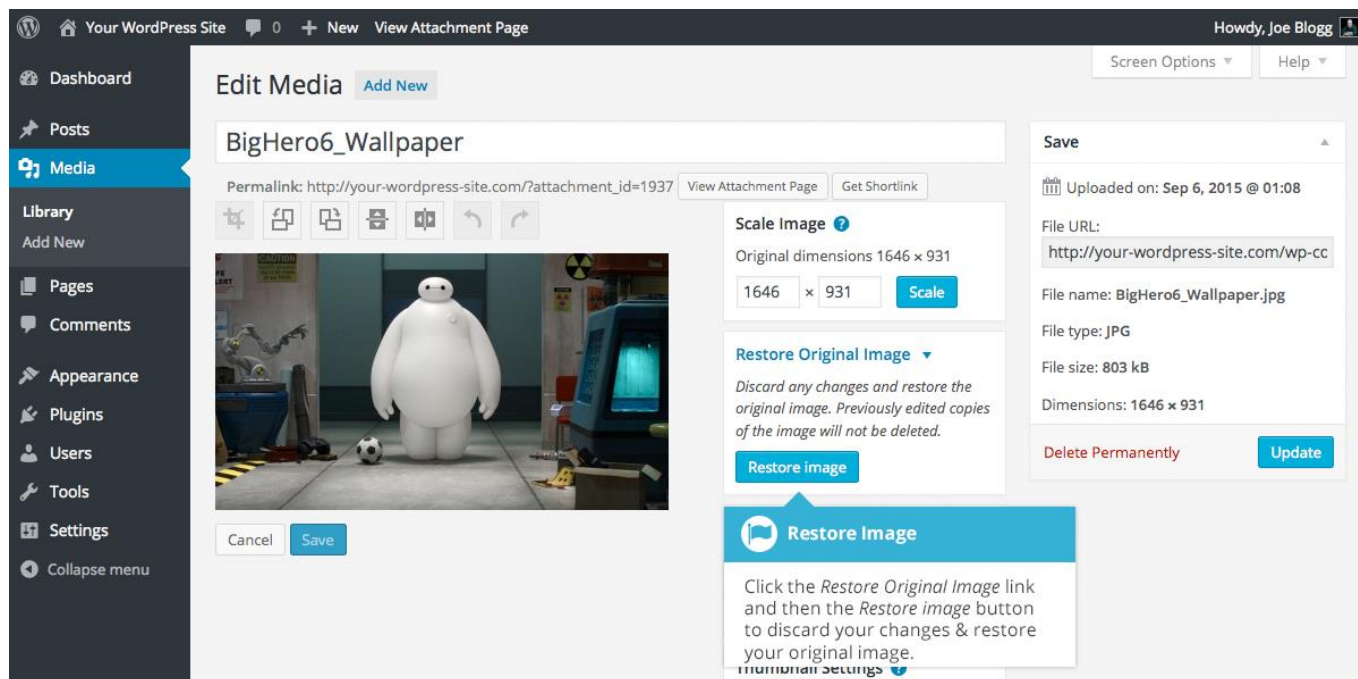 Your WordPress Site 0 + New View Attachment Page Howdy, Joe Blogg
Screen Options Help
Dashboard
Posts
Media
Library
Add New
Pages
Comments
Appearance
Plugins
Users
Tools
Settings
Collapse menu
Edit Media Add New
BigHero6_Wallpaper
Permalink: http://your-wordpress-site.com/?attachment_id=1937 View Attachment Page Get Shortlink
CAUTION
Cancel Save
Scale Image ?
Original dimensions 1646 × 931
1646 × 931 Scale
Restore Original Image
Discard any changes and restore the
original image. Previously edited copies
of the image will not be deleted.
Restore image
Restore Image
Click the Restore Original Image link
and then the Restore image button
to discard your changes & restore
your original image.
Thumbnail Settings ?
Save
Uploaded on: Sep 6, 2015 @ 01:08
File URL:
http://your-wordpress-site.com/wp-cc
File name: BigHero6_Wallpaper.jpg
File type: JPG
File size: 803 kB
Dimensions: 1646 × 931
Delete Permanently Update